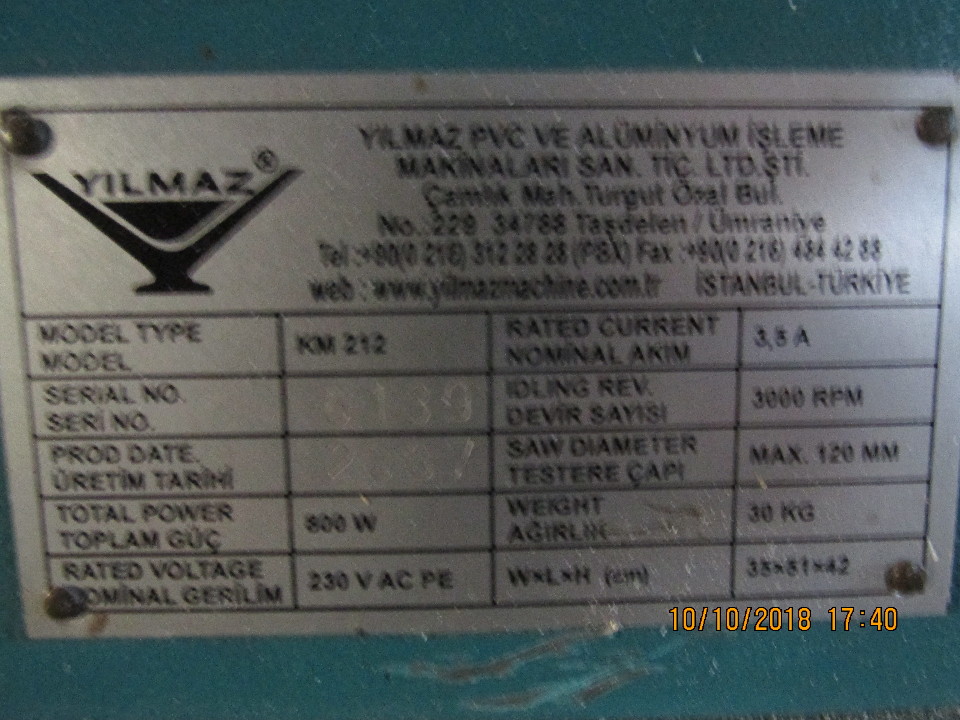 YILMAZ®
YILMAZ PVC VE ALÜMİNYUM İŞLEME
MAKİNALARI SAN. TİC. LTD.ŞTİ.
Çamlık Mah. Turgut Özal Bul.
No.:229 34788 Taşdelen / Ümraniye
Tel :+90(0 216) 312 28 28 (PBX) Fax :+90(0 216) 484 42 88
web : www.yilmazmachine.com.tr İSTANBUL-TÜRKİYE
MODEL TYPE
MODEL
KM 212
RATED CURRENT
NOMİNAL AKIM
3,5 A
SERIAL NO.
SERİ NO.
IDLING REV.
DEVİR SAYISI
3000 RPM
PROD DATE.
ÜRETİM TARİHİ
SAW DIAMETER
TESTERE ÇAPI
MAX. 120 MM
TOTAL POWER
TOPLAM GÜÇ
800 W
WEIGHT
AĞIRLIK
30 KG
RATED VOLTAGE
NOMİNAL GERİLİM
230 V AC PE
W×L×H (cm)
10/10/2018 17:40